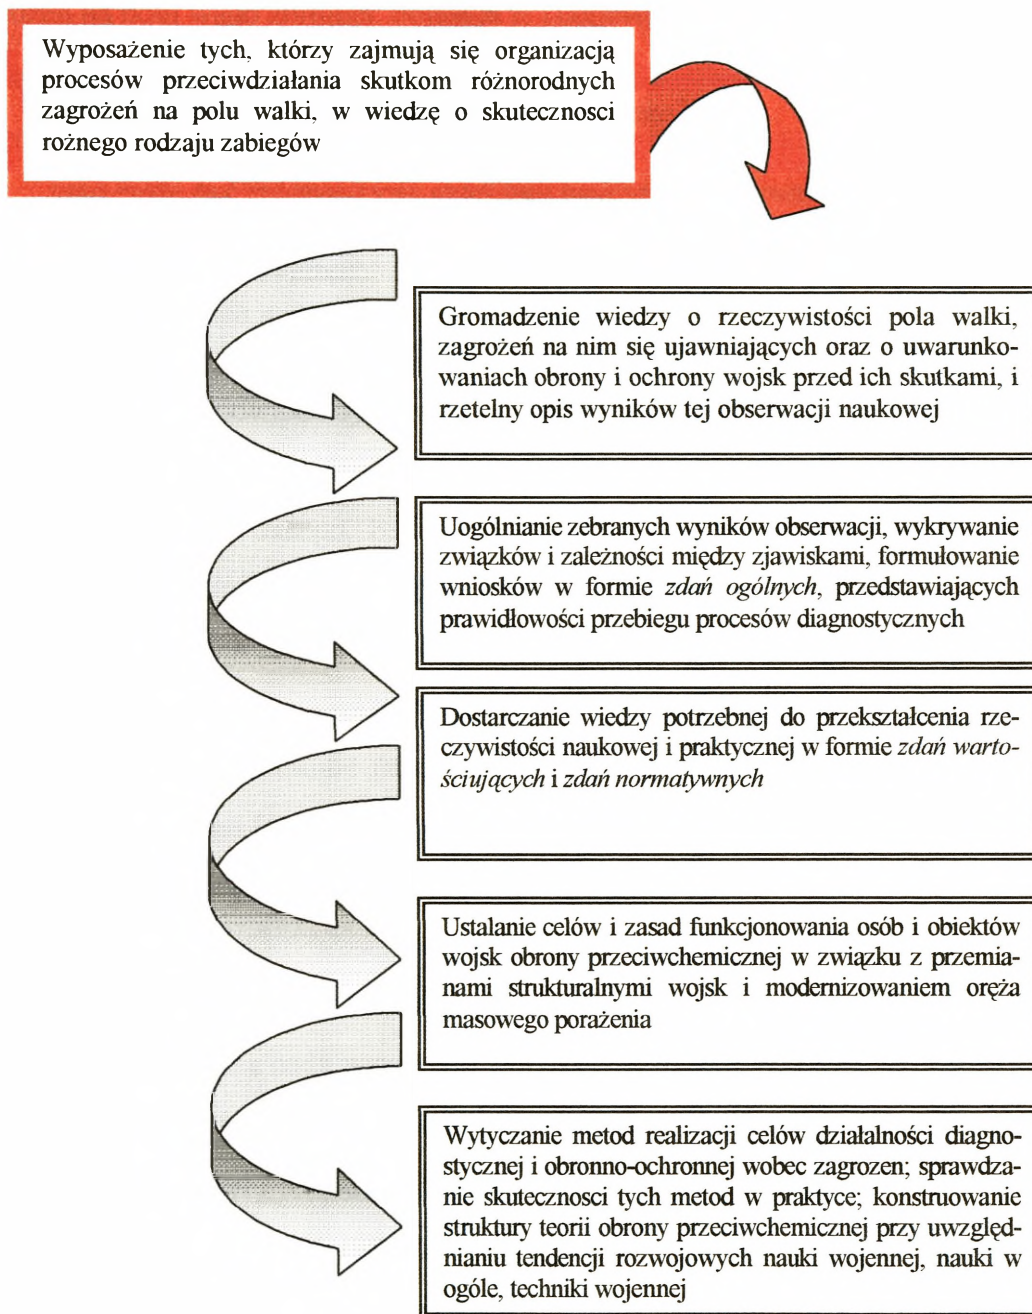 Wyposażenie tych, którzy zajmują się organizacją
procesów przeciwdziałania skutkom różnorodnych
zagrożeń na polu walki, w wiedzę o skutecznosci
rożnego rodzaju zabiegów
Gromadzenie wiedzy o rzeczywistości pola walki,
zagrożeń na nim się ujawniających oraz o uwarunko-
waniach obrony i ochrony wojsk przed ich skutkami, i
rzetelny opis wyników tej obserwacji naukowej
Uogólnianie zebranych wyników obserwacji, wykrywanie
związków i zależności między zjawiskami, formułowanie
wniosków w formie zdań ogólnych, przedstawiających
prawidłowości przebiegu procesów diagnostycznych
Dostarczanie wiedzy potrzebnej do przekształcenia rze-
czywistości naukowej i praktycznej w formie zdań warto-
ściujących i zdań normatywnych
Ustalanie celów i zasad funkcjonowania osób i obiektów
wojsk obrony przeciwchemicznej w związku z przemia-
nami strukturalnymi wojsk i modernizowaniem oręża
masowego porażenia
Wytyczanie metod realizacji celów działalności diagno-
stycznej i obronno-ochronnej wobec zagrozen; sprawdza-
nie skutecznosci tych metod w praktyce; konstruowanie
struktury teorii obrony przeciwchemicznej przy uwzględ-
nianiu tendencji rozwojowych nauki wojennej, nauki w
ogóle, techniki wojennej